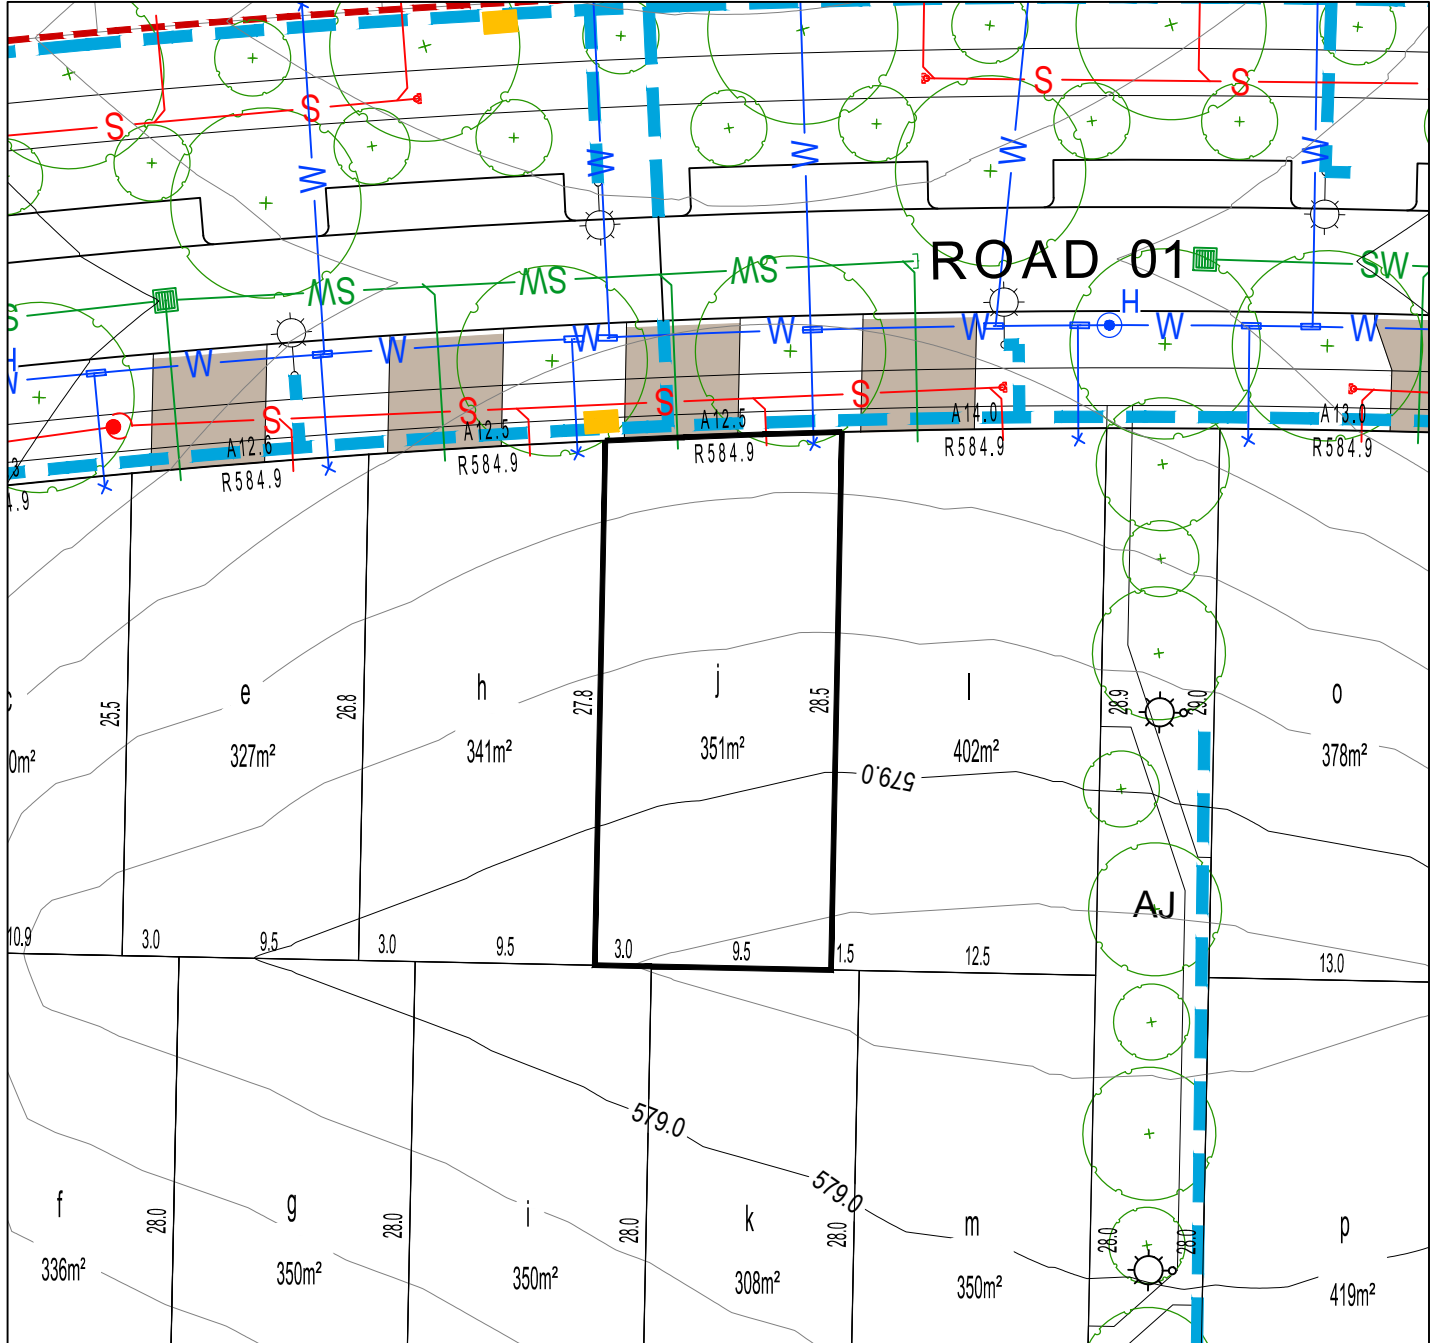 S
S
S
S
W
W
W
W
W
ROAD 01
SW
SW
SW
SW
S
H
H
W
W
W
W
W
W
W
S
S
S
S
A12.6
R584.9
A12.5
R584.9
A12.5
R584.9
A14.0
R584.9
A13.0
R584.9
e
327m²
h
341m²
j
351m²
l
402m²
o
378m²
0m²
25.5
26.8
27.8
28.5
28.9
29.0
579.0
AJ
10.9
3.0
9.5
3.0
9.5
3.0
9.5
1.5
12.5
13.0
579.0
579.0
f
336m²
g
350m²
i
350m²
k
308m²
m
350m²
p
419m²
28.0
28.0
28.0
28.0
28.0
28.0